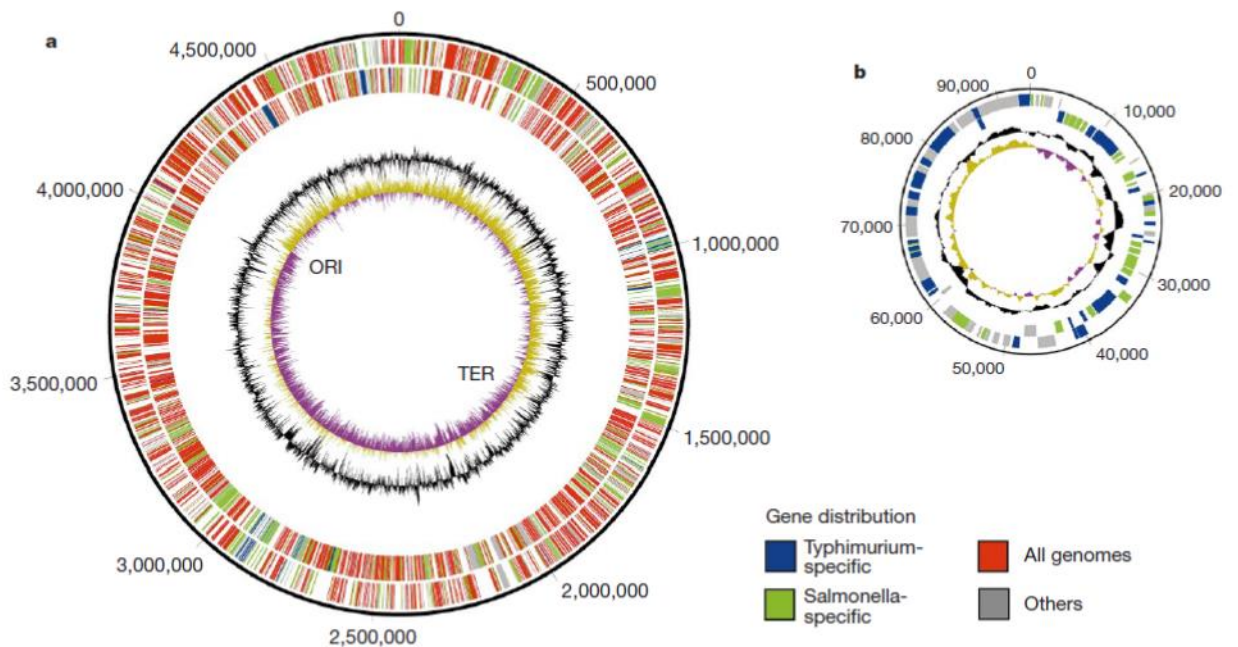 a
0
500,000
1,000,000
1,500,000
2,000,000
2,500,000
3,000,000
3,500,000
4,000,000
4,500,000
ORI
TER
b
0
10,000
20,000
30,000
40,000
50,000
60,000
70,000
80,000
90,000
Gene distribution
Typhimurium-
specific
Salmonella-
specific
All genomes
Others